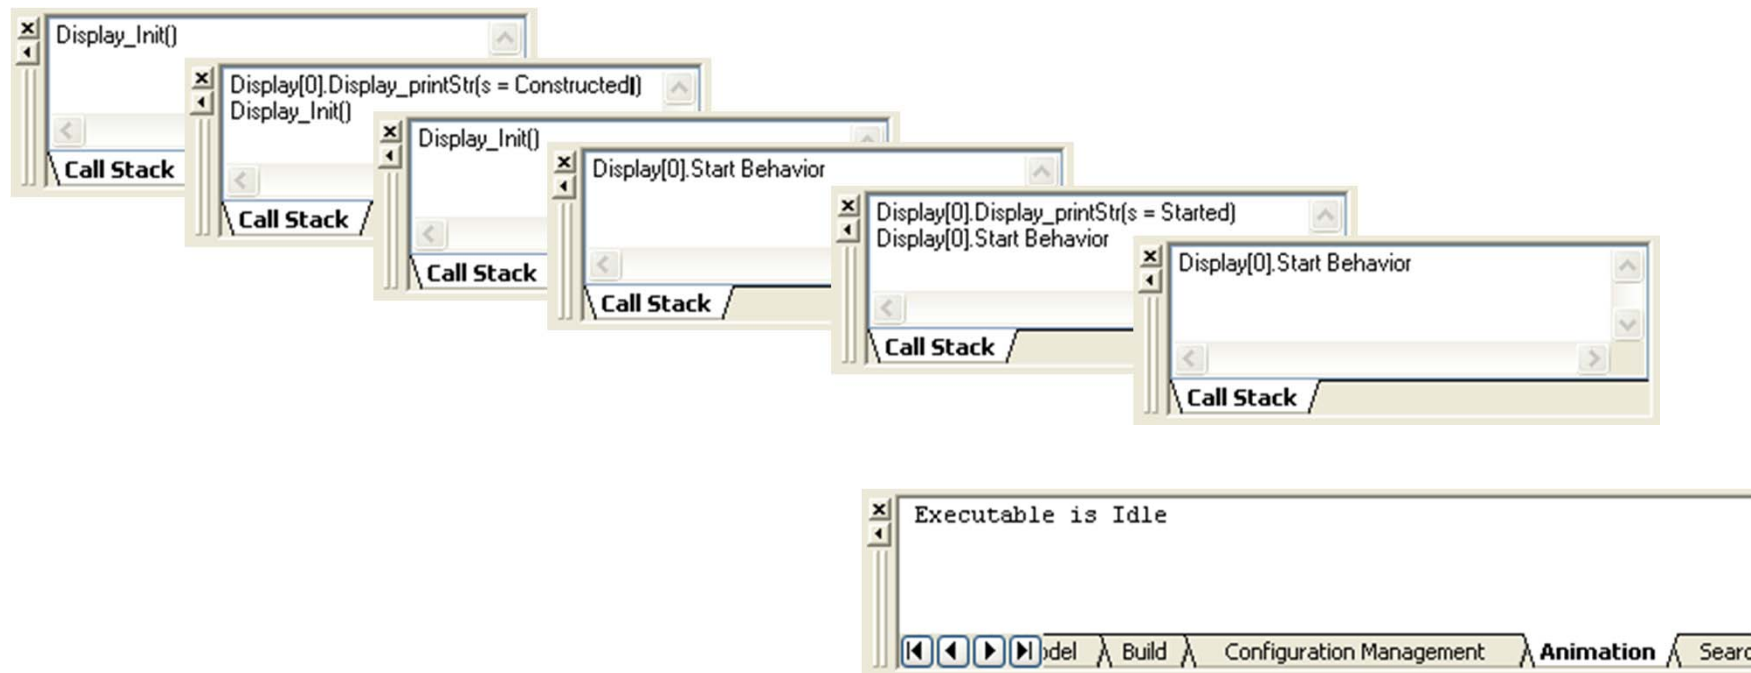 Display_Init()
Call Stack
Display[0].Display_printStr(s = Constructed)
Display_Init()
Call Stack
Display_Init()
Call Stack
Display[0].Start Behavior
Call Stack
Display[0].Display_printStr(s = Started)
Display[0].Start Behavior
Call Stack
Display[0].Start Behavior
Call Stack
Executable is Idle
odel Build Configuration Management Animation Searc